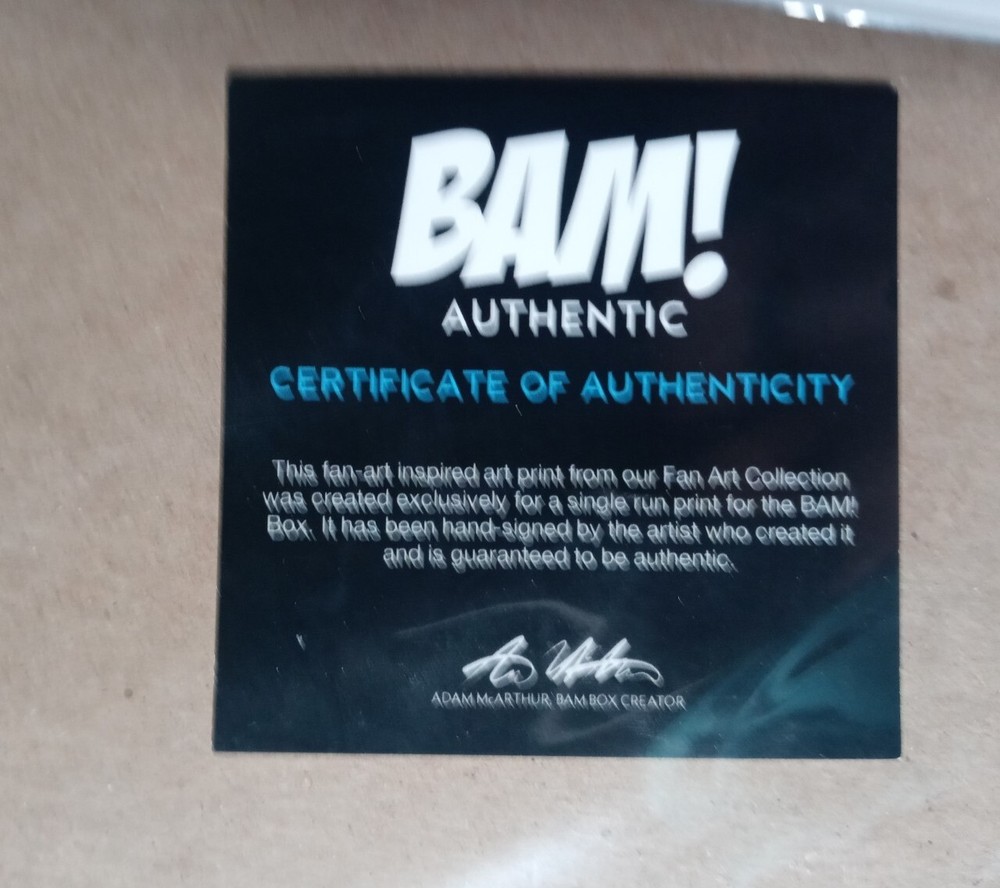 BAM!
AUTHENTIC
CERTIFICATE OF AUTHENTICITY
This fan-art inspired art print from our Fan Art Collection
was created exclusively for a single run print for the BAM!
Box. It has been hand-signed by the artist who created it
and is guaranteed to be authentic.
ADAM McARTHUR, BAM BOX CREATOR